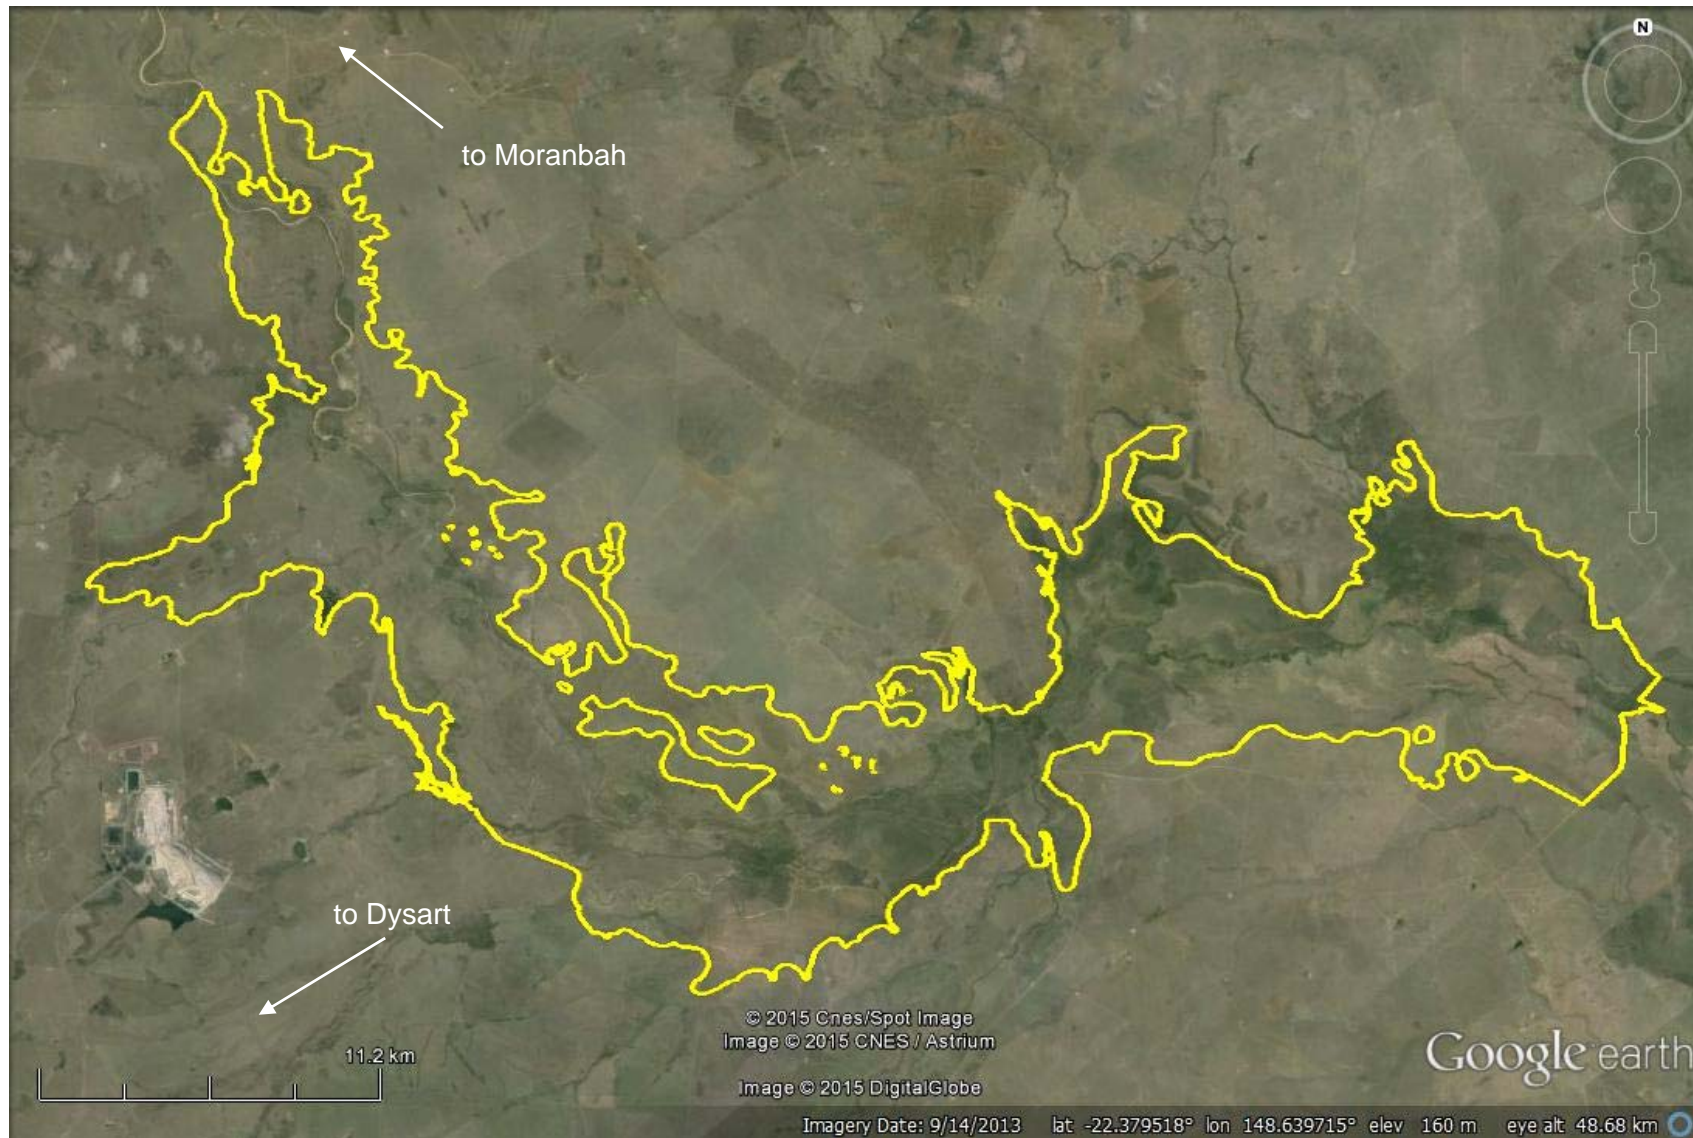 N
to Moranbah
to Dysart
© 2015 Cnes/Spot Image
Image © 2015 CNES / Astrium
11.2 km
Google earth
Image © 2015 DigitalGlobe
Imagery Date: 9/14/2013 lat -22.379518° lon 148.639715° elev 160 m eye alt 48.68 km